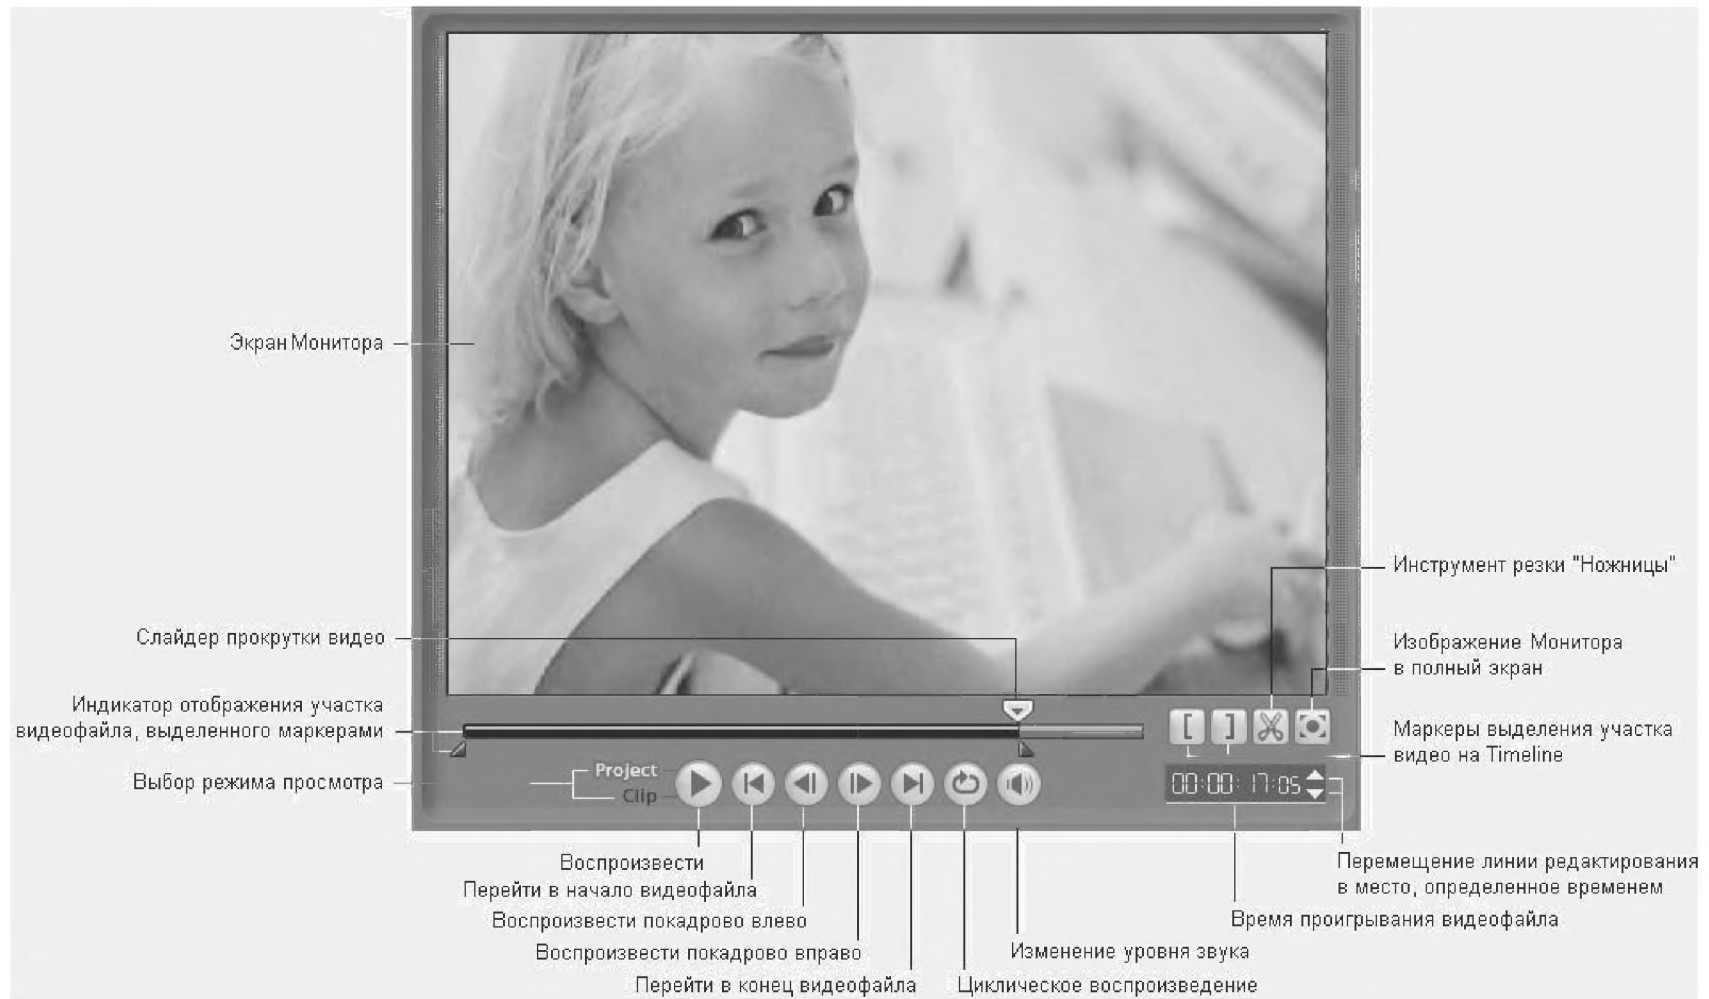 Экран Монитора
Инструмент резки "Ножницы"
Слайдер прокрутки видео
Изображение Монитора
в полный экран
Индикатор отображения участка
видеофайла, выделенного маркерами
[ ]
Маркеры выделения участка
видео на Timeline
Выбор режима просмотра
Project
Clip
00:00:17:05
Воспроизвести
Перейти в начало видеофайла
Воспроизвести покадрово влево
Воспроизвести покадрово вправо
Перейти в конец видеофайла
Циклическое воспроизведение
Изменение уровня звука
Перемещение линии редактирования
в место, определенное временем
Время проигрывания видеофайла